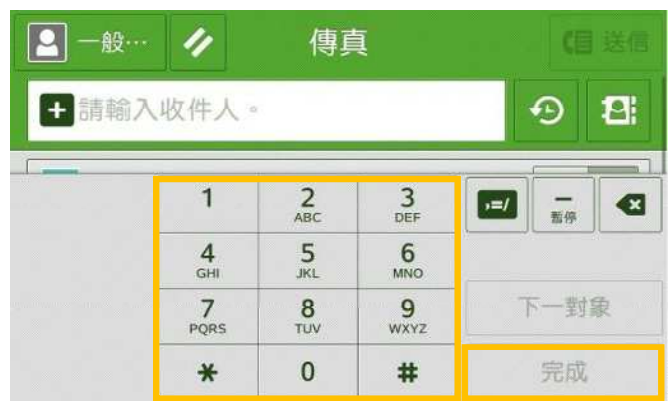 一般…
傳真
送信
請輸入收件人。
1
2
ABC
3
DEF
,=/
—
暫停
4
GHI
5
JKL
6
MNO
7
PQRS
8
TUV
9
WXYZ
下一對象
*
0
#
完成